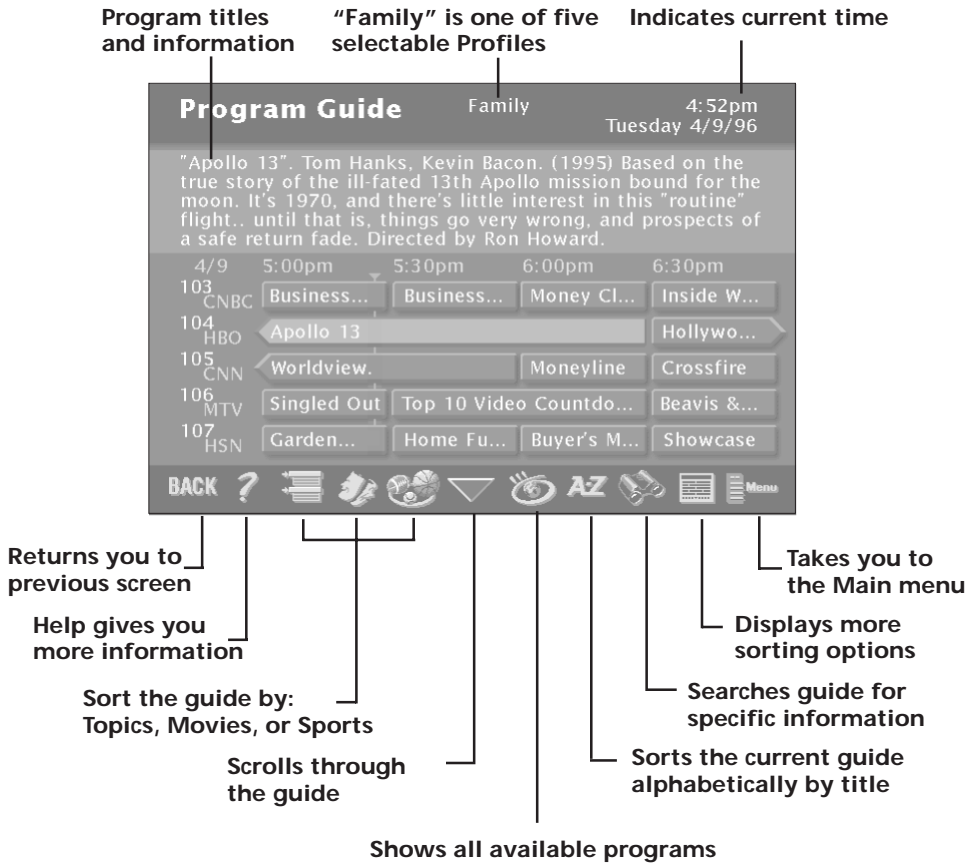 Program titles
and information
“Family” is one of five
selectable Profiles
Indicates current time
Program Guide
Family
4:52pm
Tuesday 4/9/96
"Apollo 13". Tom Hanks, Kevin Bacon. (1995) Based on the
true story of the ill-fated 13th Apollo mission bound for the
moon. It's 1970, and there's little interest in this "routine"
flight.. until that is, things go very wrong, and prospects of
a safe return fade. Directed by Ron Howard.
4/9 5:00pm 5:30pm 6:00pm 6:30pm
103 CNBC Business... Business... Money Cl... Inside W...
104 HBO Apollo 13 Hollywo...
105 CNN Worldview. Moneyline Crossfire
106 MTV Singled Out Top 10 Video Countdo... Beavis &...
107 HSN Garden... Home Fu... Buyer's M... Showcase
BACK ? A-Z Menu
Returns you to
previous screen
Takes you to
the Main menu
Help gives you
more information
Displays more
sorting options
Sort the guide by:
Topics, Movies, or Sports
Searches guide for
specific information
Scrolls through
the guide
Sorts the current guide
alphabetically by title
Shows all available programs